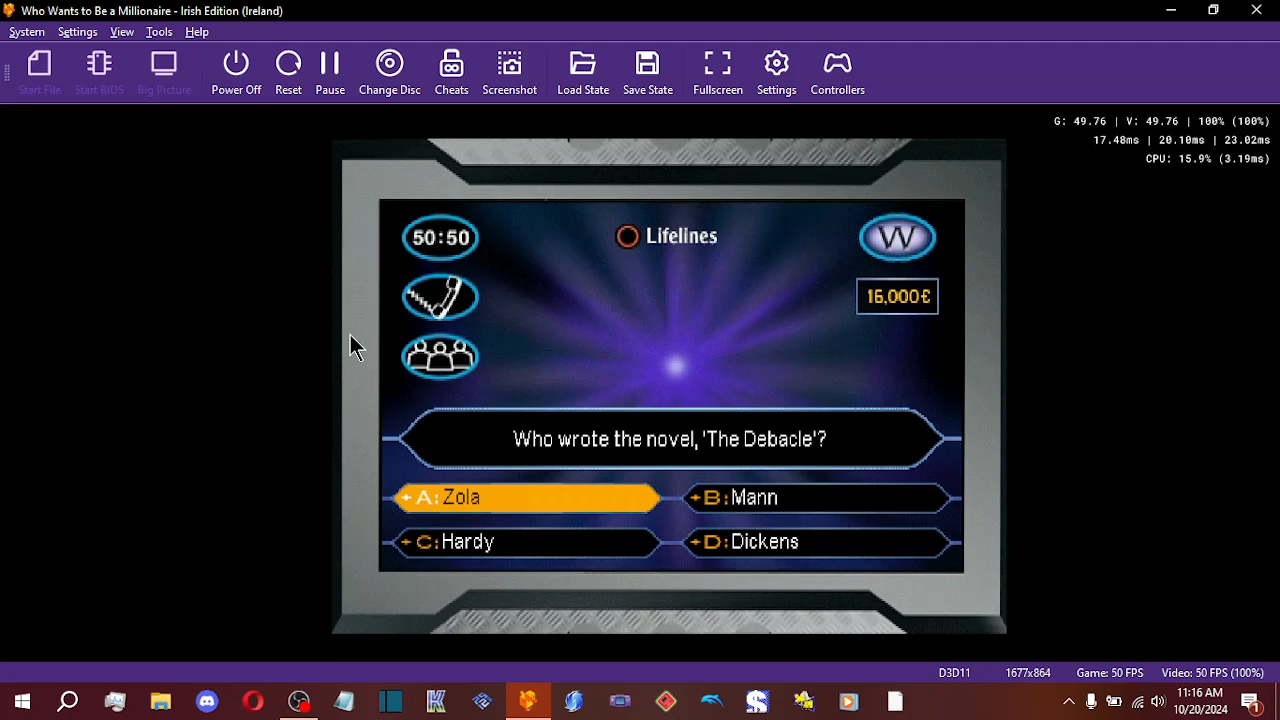 Who Wants to Be a Millionaire - Irish Edition (Ireland)
System Settings View Tools Help
Start File Start BIOS Big Picture Power Off Reset Pause Change Disc Cheats Screenshot Load State Save State Fullscreen Settings Controllers
G: 49.76 | V: 49.76 | 100% (100%)
17.48ms | 20.10ms | 23.02ms
CPU: 15.9% (3.19ms)
50:50 Lifelines W
16,000€
Who wrote the novel, 'The Debacle'?
A: Zola B: Mann
C: Hardy D: Dickens
D3D11 1677x864 Game: 50 FPS Video: 50 FPS (100%)
11:16 AM
10/20/2024
1